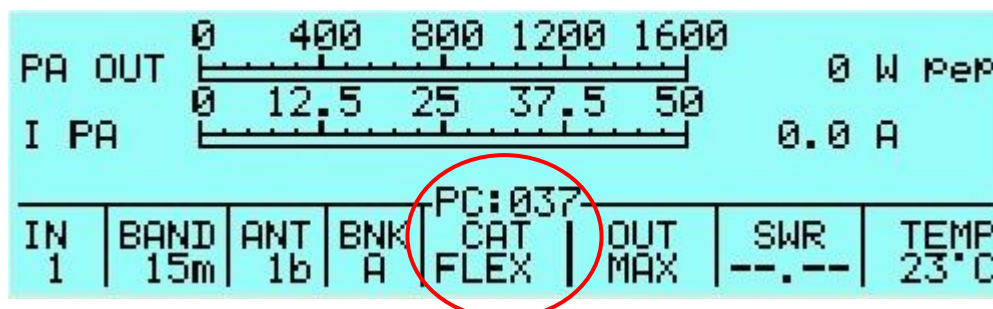 0 400 800 1200 1600
PA OUT 0 W pep
0 12.5 25 37.5 50
I PA 0.0 A
PC:037
IN BAND ANT BNK CAT OUT SWR TEMP
1 15m 1b A FLEX MAX --.-- 23°C